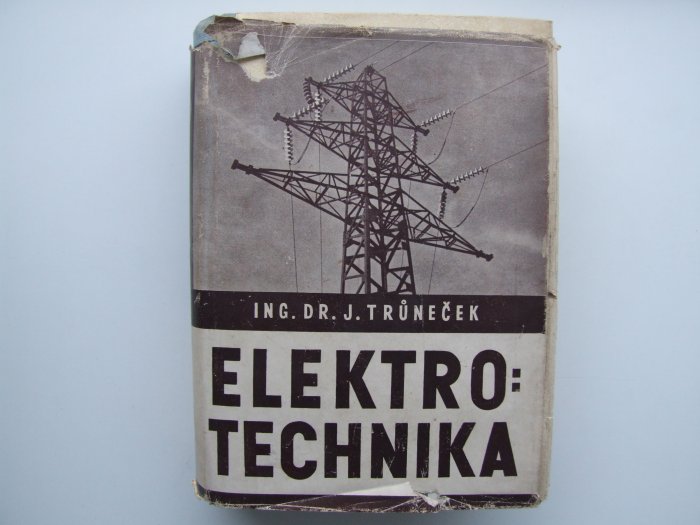 ING. DR. J. TRŮNEČEK
ELEKTRO:
TECHNIKA